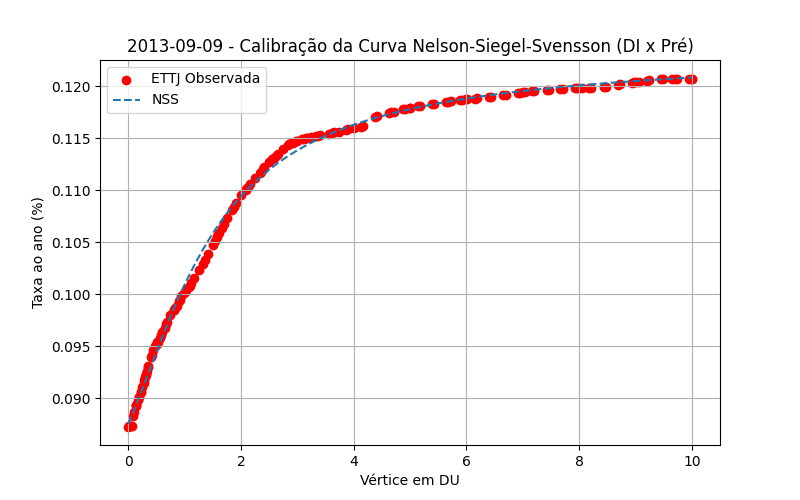 2013-09-09 - Calibração da Curva Nelson-Siegel-Svensson (DI x Pré)
ETTJ Observada
NSS
Taxa ao ano (%)
0.120
0.115
0.110
0.105
0.100
0.095
0.090
0 2 4 6 8 10
Vértice em DU